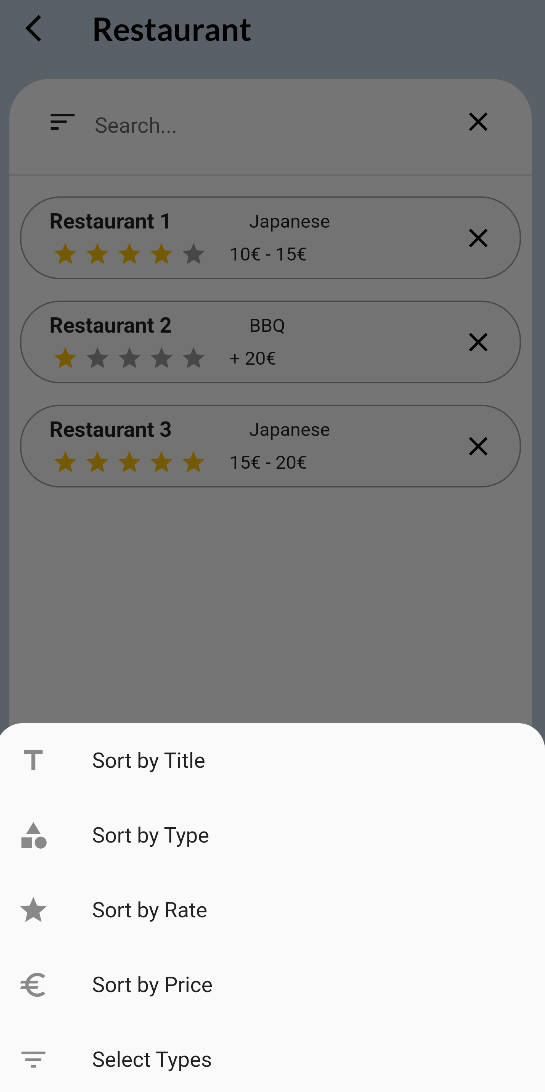 Restaurant
Search...
Restaurant 1 Japanese
10€ - 15€
Restaurant 2 BBQ
+ 20€
Restaurant 3 Japanese
15€ - 20€
Sort by Title
Sort by Type
Sort by Rate
Sort by Price
Select Types